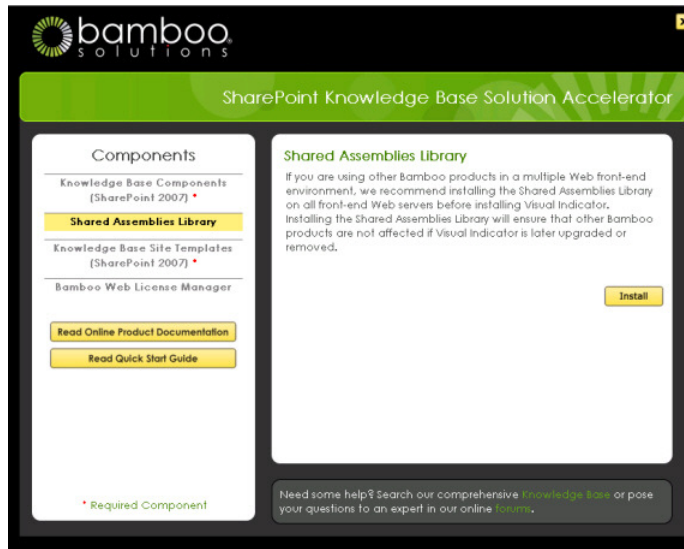 bamboo
solutions
SharePoint Knowledge Base Solution Accelerator
Components
Knowledge Base Components
(SharePoint 2007) *
Shared Assemblies Library
Knowledge Base Site Templates
(SharePoint 2007) *
Bamboo Web License Manager
Read Online Product Documentation
Read Quick Start Guide
* Required Component
Shared Assemblies Library
If you are using other Bamboo products in a multiple Web front-end
environment, we recommend installing the Shared Assemblies Library
on all front-end Web servers before installing Visual Indicator.
Installing the Shared Assemblies Library will ensure that other Bamboo
products are not affected if Visual Indicator is later upgraded or
removed.
Install
Need some help? Search our comprehensive Knowledge Base or pose
your questions to an expert in our online forums.